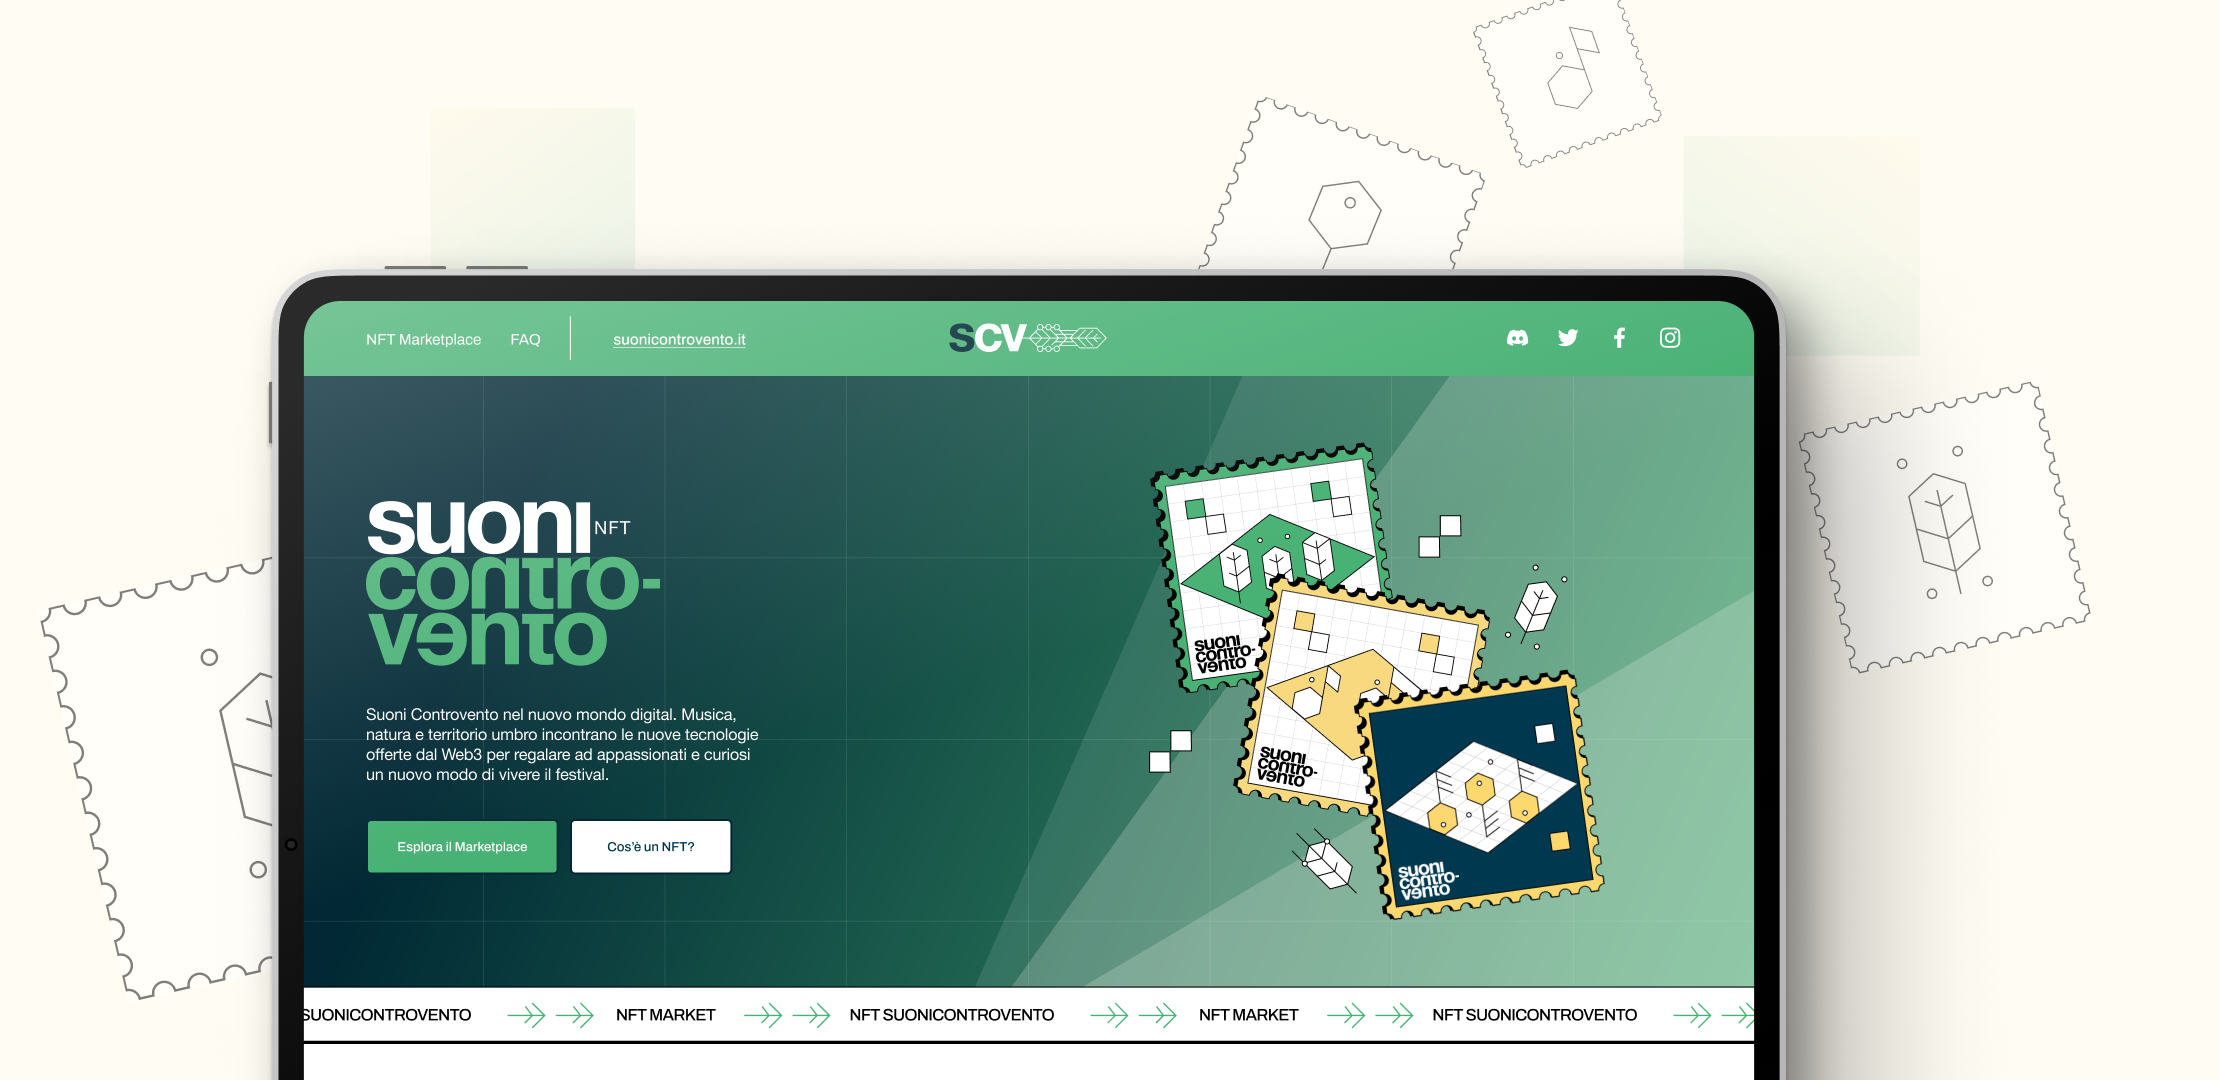 NFT Marketplace
FAQ
suonicontrovento.it
SCV
suoni NFT
contro-
vento
Suoni Controvento nel nuovo mondo digitale. Musica,
natura e territorio umbro incontrano le nuove tecnologie
offerte dal Web3 per regalare ad appassionati e curiosi
un nuovo modo di vivere il festival.
Esplora il Marketplace
Cos'è un NFT?
suoni
contro-
vento
suoni
contro-
vento
suoni
contro-
vento
SUONICONTROVENTO NFT MARKET NFT SUONICONTROVENTO NFT MARKET NFT SUONICONTROVENTO